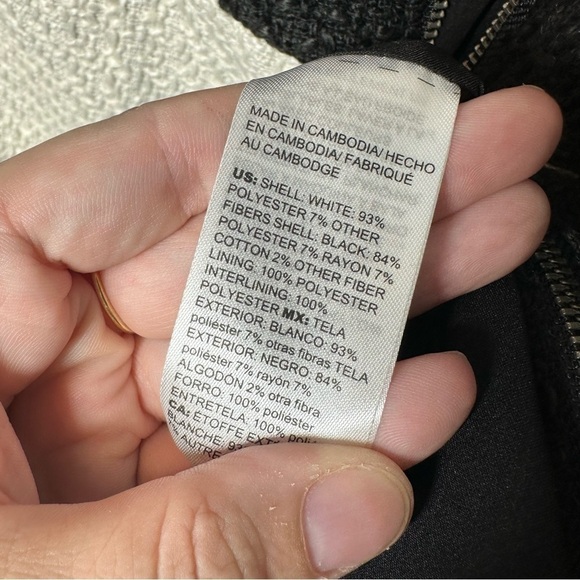 MADE IN CAMBODIA/ HECHO
EN CAMBODIA/ FABRIQUÉ
AU CAMBODGE
US: SHELL: WHITE: 93%
POLYESTER 7% OTHER
FIBERS SHELL: BLACK: 84%
POLYESTER 7% RAYON 7%
COTTON 2% OTHER FIBER
LINING: 100% POLYESTER
INTERLINING: 100%
POLYESTER MX: TELA
EXTERIOR: BLANCO: 93%
poliéster 7% otras fibras TELA
EXTERIOR: NEGRO: 84%
poliéster 7% rayón 7%
ALGODÓN 2% otra fibra
FORRO: 100% poliéster
ENTRETELA: 100%
CA: ÉTOFFE